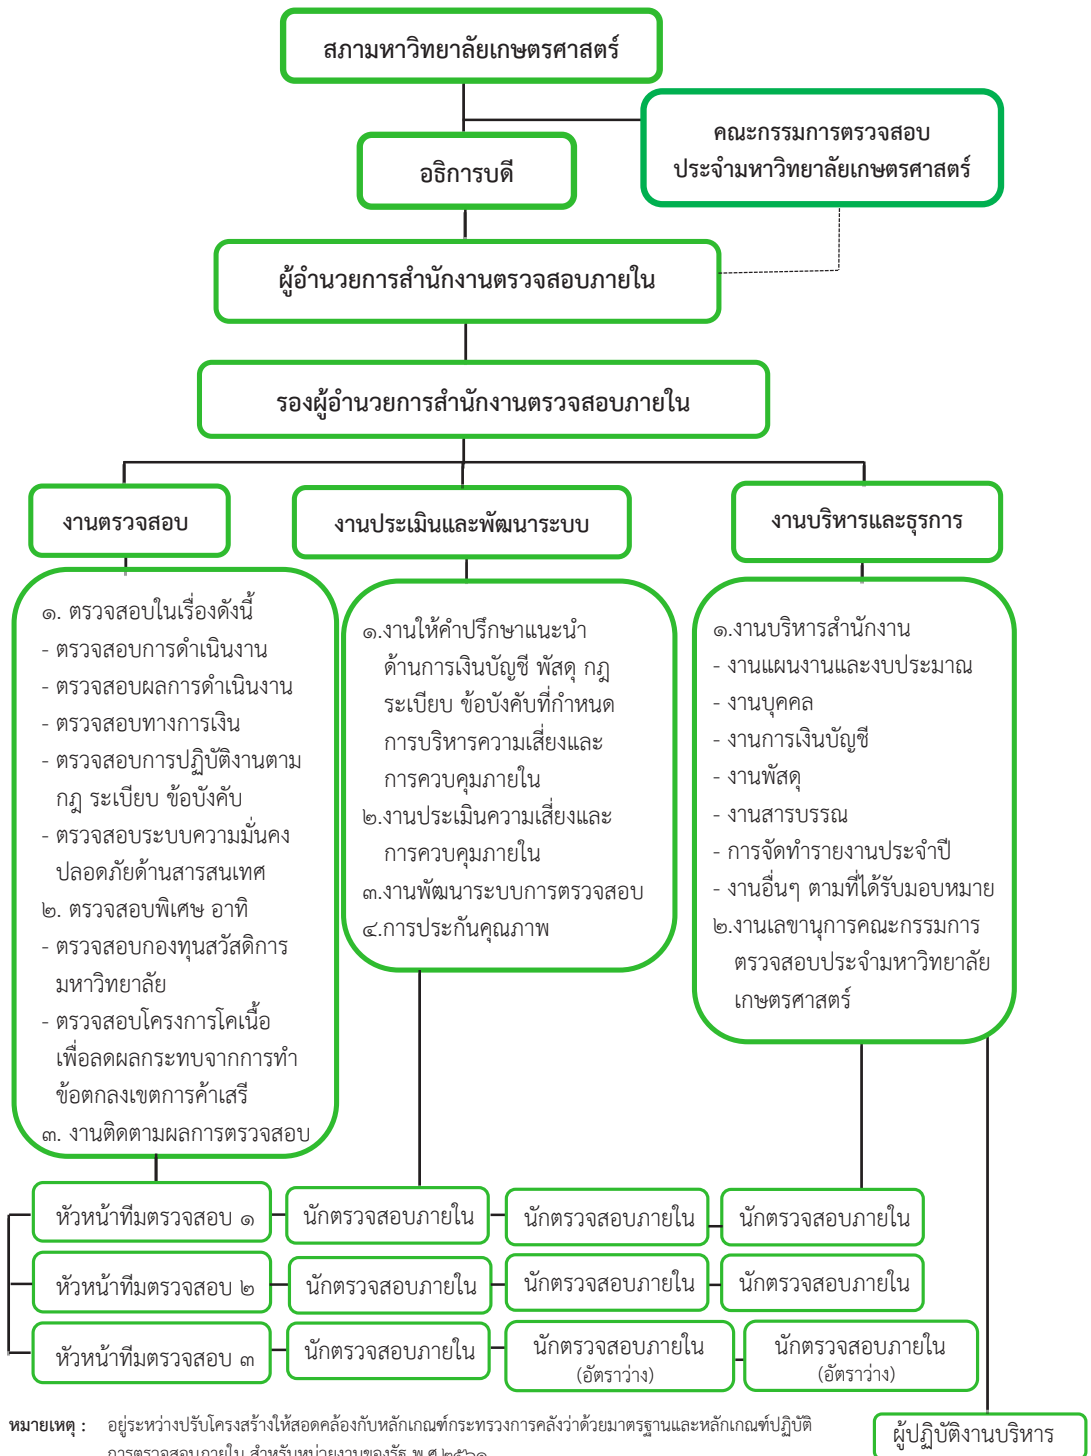 สภามหาวิทยาลัยเกษตรศาสตร์
คณะกรรมการตรวจสอบ
ประจำมหาวิทยาลัยเกษตรศาสตร์
อธิการบดี
ผู้อำนวยการสำนักงานตรวจสอบภายใน
รองผู้อำนวยการสำนักงานตรวจสอบภายใน
งานตรวจสอบ
๑. ตรวจสอบในเรื่องดังนี้
- ตรวจสอบการดำเนินงาน
- ตรวจสอบผลการดำเนินงาน
- ตรวจสอบทางการเงิน
- ตรวจสอบการปฏิบัติงานตาม
กฎ ระเบียบ ข้อบังคับ
- ตรวจสอบระบบความมั่นคง
ปลอดภัยด้านสารสนเทศ
๒. ตรวจสอบพิเศษ อาทิ
- ตรวจสอบกองทุนสวัสดิการ
มหาวิทยาลัย
- ตรวจสอบโครงการโคเนื้อ
เพื่อลดผลกระทบจากการทำ
ข้อตกลงเขตการค้าเสรี
๓. งานติดตามผลการตรวจสอบ
งานประเมินและพัฒนาระบบ
๑.งานให้คำปรึกษาแนะนำ
ด้านการเงินบัญชี พัสดุ กฎ
ระเบียบ ข้อบังคับที่กำหนด
การบริหารความเสี่ยงและ
การควบคุมภายใน
๒.งานประเมินความเสี่ยงและ
การควบคุมภายใน
๓.งานพัฒนาระบบการตรวจสอบ
๔.การประกันคุณภาพ
งานบริหารและธุรการ
๑.งานบริหารสำนักงาน
- งานแผนงานและงบประมาณ
- งานบุคคล
- งานการเงินบัญชี
- งานพัสดุ
- งานสารบรรณ
- การจัดทำรายงานประจำปี
- งานอื่นๆ ตามที่ได้รับมอบหมาย
๒.งานเลขานุการคณะกรรมการ
ตรวจสอบประจำมหาวิทยาลัย
เกษตรศาสตร์
หัวหน้าทีมตรวจสอบ ๑ นักตรวจสอบภายใน นักตรวจสอบภายใน นักตรวจสอบภายใน
หัวหน้าทีมตรวจสอบ ๒ นักตรวจสอบภายใน นักตรวจสอบภายใน นักตรวจสอบภายใน
หัวหน้าทีมตรวจสอบ ๓ นักตรวจสอบภายใน นักตรวจสอบภายใน นักตรวจสอบภายใน
(อัตราว่าง) (อัตราว่าง)
หมายเหตุ : อยู่ระหว่างปรับโครงสร้างให้สอดคล้องกับหลักเกณฑ์กระทรวงการคลังว่าด้วยมาตรฐานและหลักเกณฑ์ปฏิบัติ
การตรวจสอบภายใน สำหรับหน่วยงานของรัฐ พ.ศ.๒๕๖๑
ผู้ปฏิบัติงานบริหาร